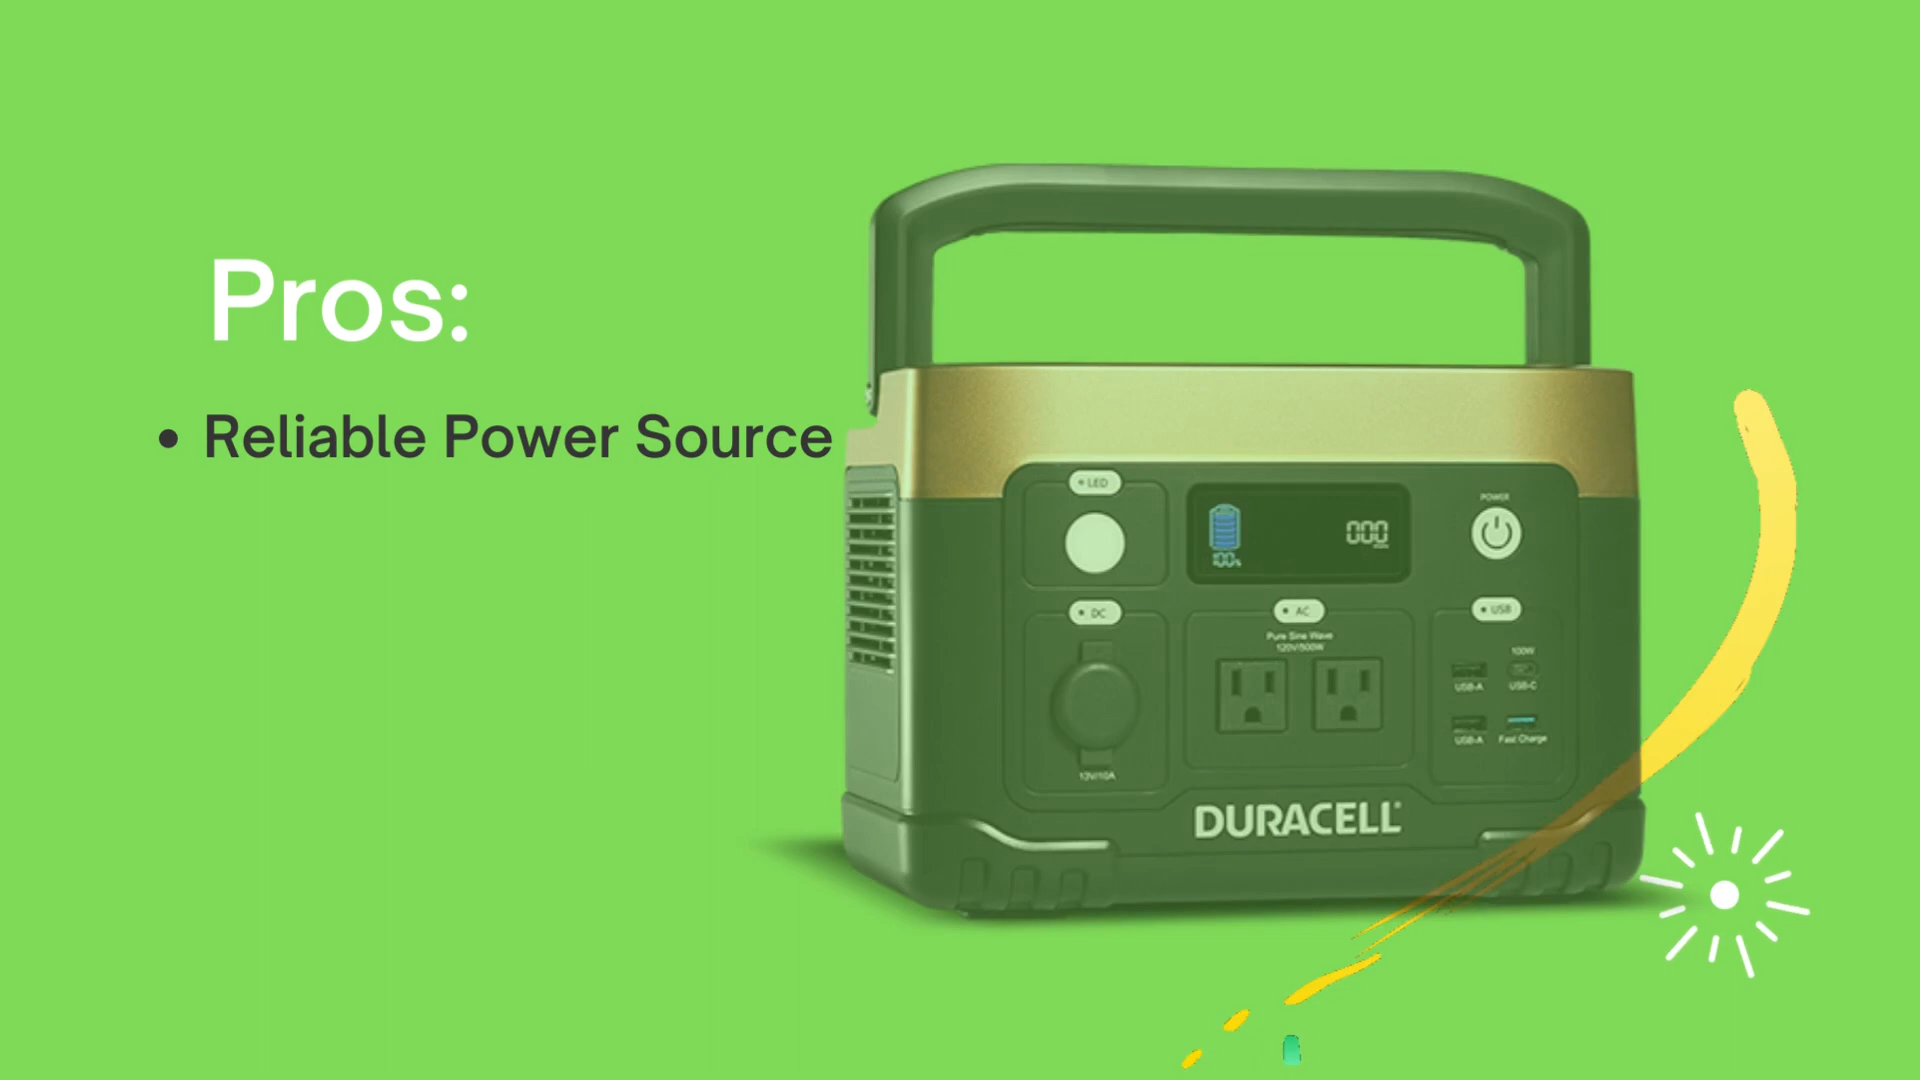 Pros:
• Reliable Power Source
LED
100%
000
POWER
DC
AC
USB
Pure Sine Wave
120V/500W
100W
USB-A
USB-C
USB-A
Fast Charge
12V/10A
DURACELL